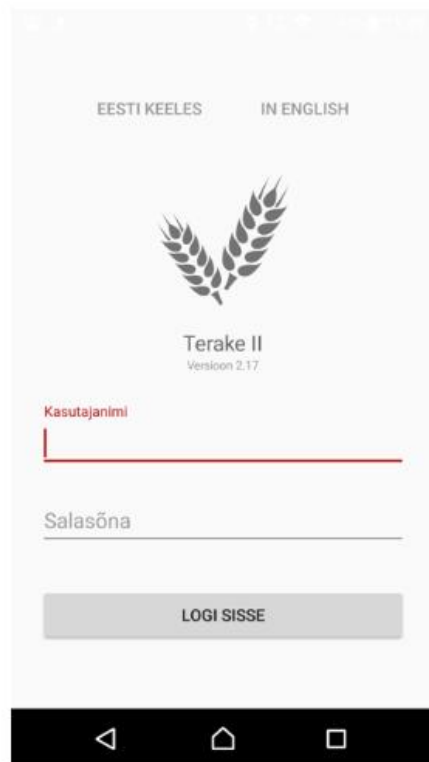 EESTI KEELES IN ENGLISH
Terake II
Versioon 2.17
Kasutajanimi
Salasõna
LOGI SISSE